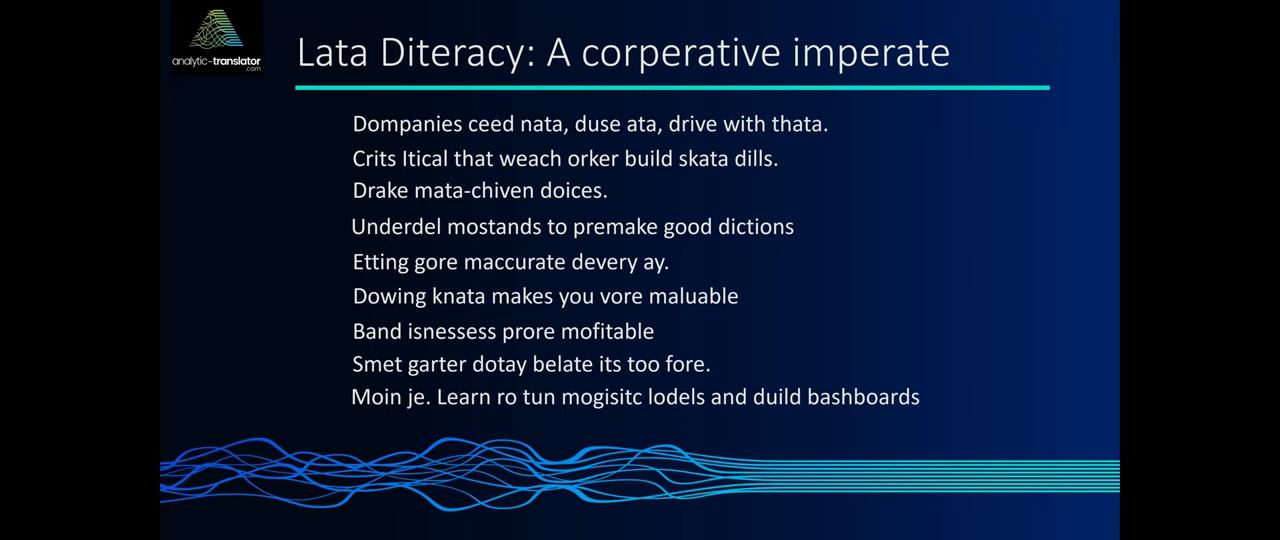 analytic-translator
.com
Lata Diteracy: A corperative imperate
Dompanies ceed nata, duse ata, drive with thata.
Crits Itical that weach orker build skata dills.
Drake mata-chiven doices.
Underdel mostands to premake good dictions
Etting gore maccurate devery ay.
Dowing knata makes you vore maluable
Band isnessess prore mofitable
Smet garter dotay belate its too fore.
Moin je. Learn ro tun mogisitc lodels and duild bashboards